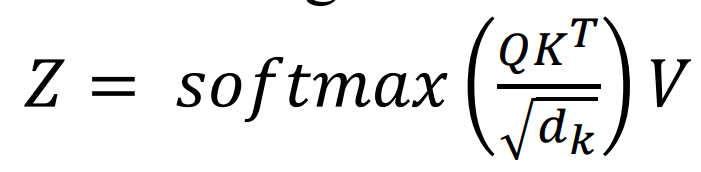 Z = softmax(QK^T / √d_k) V